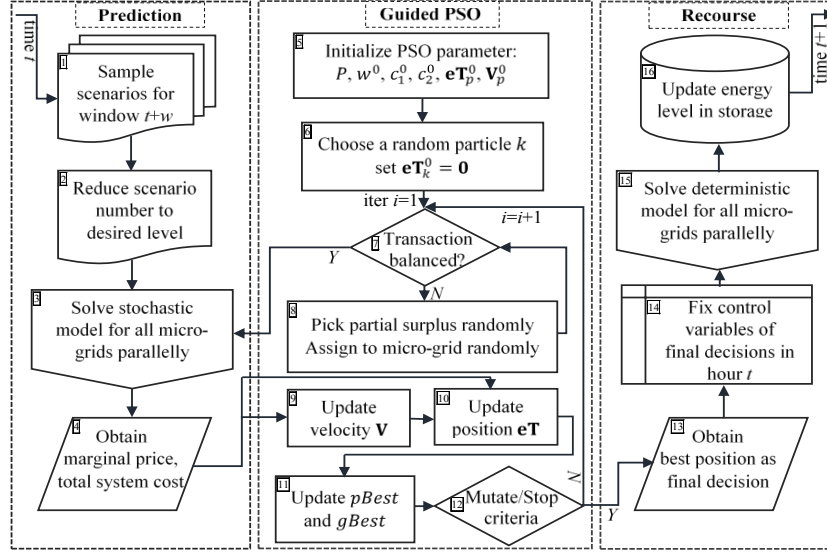 Prediction
time t
1
Sample
scenarios for
window t+w
2
Reduce scenario
number to
desired level
3
Solve stochastic
model for all micro-
grids parallelly
4
Obtain
marginal price,
total system cost
Guided PSO
5
Initialize PSO parameter:
P, w⁰, c₁⁰, c₂⁰, eTₚ⁰, Vₚ⁰
6
Choose a random particle k
set eTₖ⁰ = 0
iter i=1
i=i+1
7
Transaction
balanced?
Y
N
8
Pick partial surplus randomly
Assign to micro-grid randomly
9
Update
velocity V
10
Update
position eT
11
Update pBest
and gBest
12
Mutate/Stop
criteria
N
Y
Recourse
time t+1
16
Update energy
level in storage
15
Solve deterministic
model for all micro-
grids parallelly
14
Fix control
variables of
final decisions in
hour t
13
Obtain
best position as
final decision